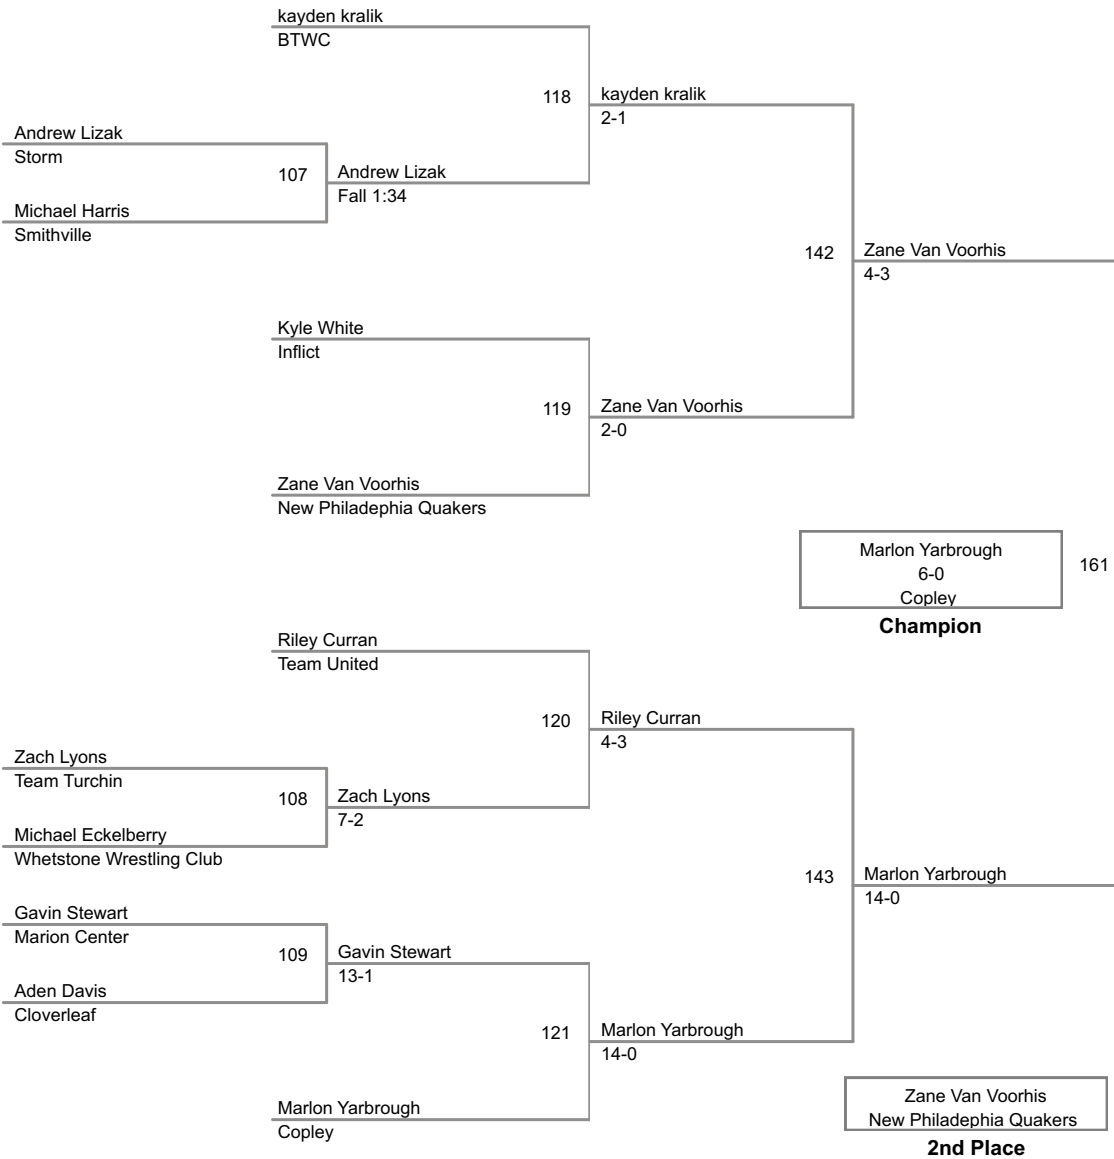 kayden kralik
BTWC
118
kayden kralik
2-1
Andrew Lizak
Storm
107
Andrew Lizak
Fall 1:34
Michael Harris
Smithville
142
Zane Van Voorhis
4-3
Kyle White
Inflict
119
Zane Van Voorhis
2-0
Zane Van Voorhis
New Philadephia Quakers
Marlon Yarbrough
6-0
Copley
161
Champion
Riley Curran
Team United
120
Riley Curran
4-3
Zach Lyons
Team Turchin
108
Zach Lyons
7-2
Michael Eckelberry
Whetstone Wrestling Club
143
Marlon Yarbrough
14-0
Gavin Stewart
Marion Center
109
Gavin Stewart
13-1
Aden Davis
Cloverleaf
121
Marlon Yarbrough
14-0
Marlon Yarbrough
Copley
Zane Van Voorhis
New Philadephia Quakers
2nd Place